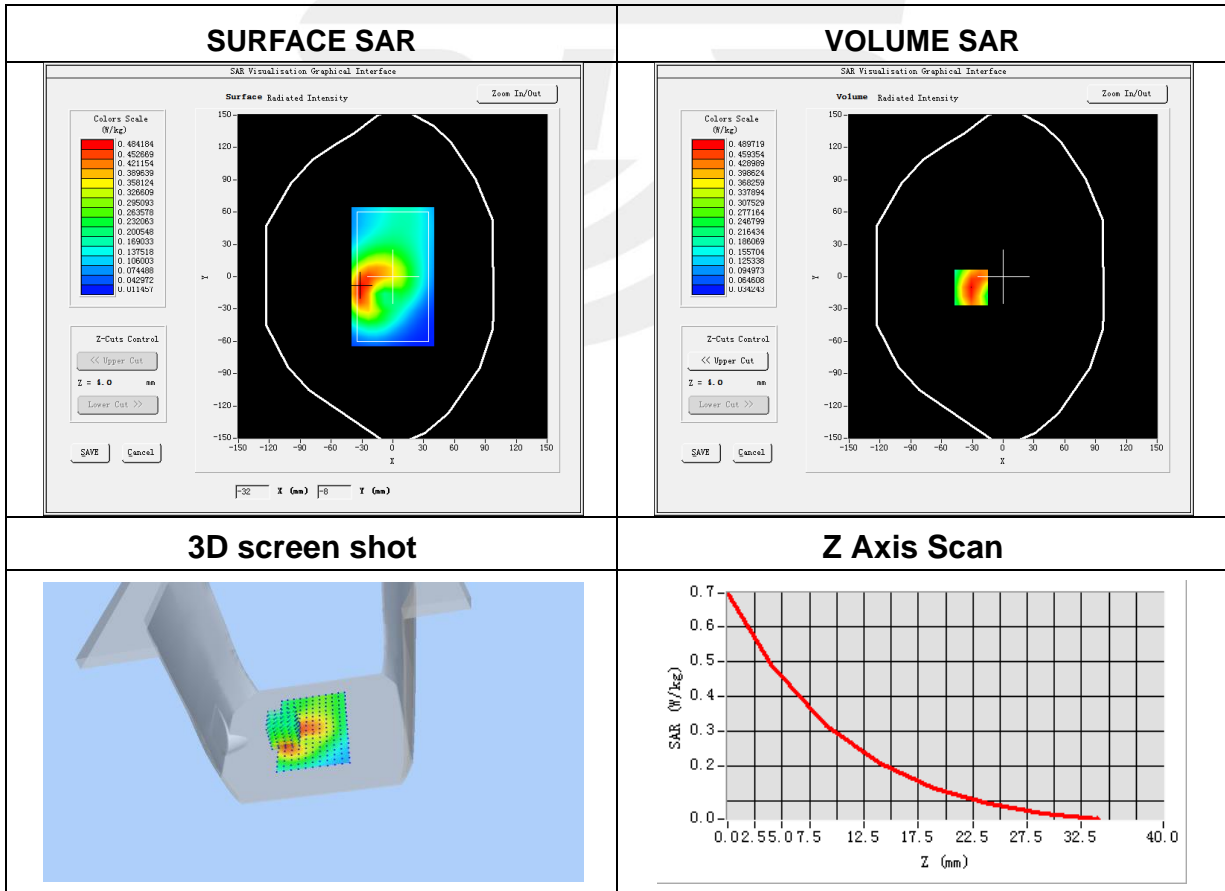 SURFACE SAR
VOLUME SAR
SAR Visualisation Graphical Interface
Surface Radiated Intensity
Zoom In/Out
Colors Scale
(W/kg)
0.484184
0.452669
0.421154
0.389639
0.358124
0.326609
0.295093
0.263578
0.232063
0.200548
0.169033
0.137518
0.106003
0.074488
0.042972
0.011457
Z-Cuts Control
<< Upper Cut
Z = 4.0 mm
Lower Cut >>
SAVE Cancel
150
120
90
60
30
0
-30
-60
-90
-120
-150
Y
-150 -120 -90 -60 -30 0 30 60 90 120 150
X
-32 X (mm) -8 Y (mm)
SAR Visualisation Graphical Interface
Volume Radiated Intensity
Zoom In/Out
Colors Scale
(W/kg)
0.489719
0.459354
0.428989
0.398624
0.368259
0.337894
0.307529
0.277164
0.246799
0.216434
0.186069
0.155704
0.125338
0.094973
0.064608
0.034243
Z-Cuts Control
<< Upper Cut
Z = 4.0 mm
Lower Cut >>
SAVE Cancel
150
120
90
60
30
0
-30
-60
-90
-120
-150
Y
-150 -120 -90 -60 -30 0 30 60 90 120 150
X
3D screen shot
Z Axis Scan
0.7
0.6
0.5
0.4
0.3
0.2
0.0
SAR (W/kg)
0.0 2.5 5.0 7.5 12.5 17.5 22.5 27.5 32.5 40.0
Z (mm)